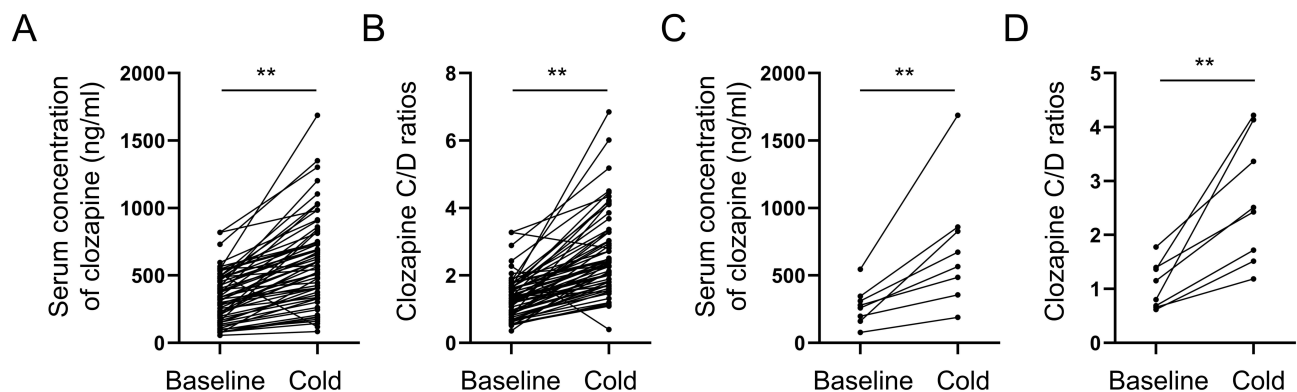 A
Serum concentration
of clozapine (ng/ml)
2000
1500
1000
500
0
**
Baseline
Cold
B
Clozapine C/D ratios
8
6
4
2
0
**
Baseline
Cold
C
Serum concentration
of clozapine (ng/ml)
2000
1500
1000
500
0
**
Baseline
Cold
D
Clozapine C/D ratios
5
4
3
2
1
0
**
Baseline
Cold